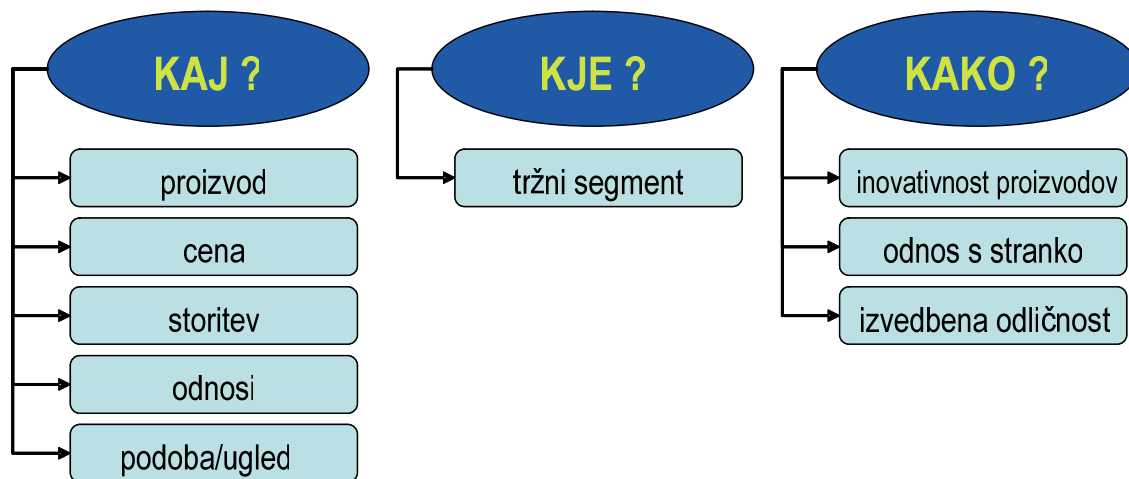 KAJ ?
proizvod
cena
storitev
odnosi
podoba/ugled
KJE ?
tržni segment
KAKO ?
inovativnost proizvodov
odnos s stranko
izvedbena odličnost